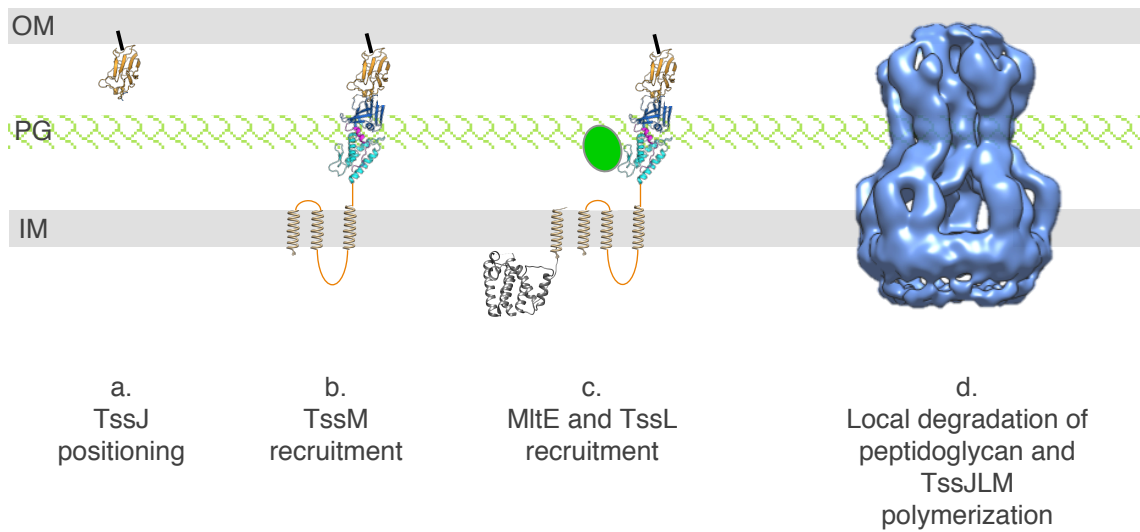 OM
PG
IM
a.
TssJ
positioning
b.
TssM
recruitment
c.
MltE and TssL
recruitment
d.
Local degradation of
peptidoglycan and
TssJLM
polymerization